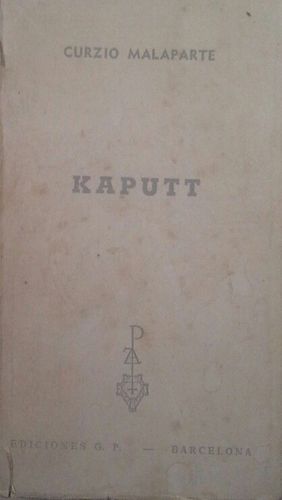 CURZIO MALAPARTE
KAPUTT
P
Z
EDICIONES G. P. — BARCELONA